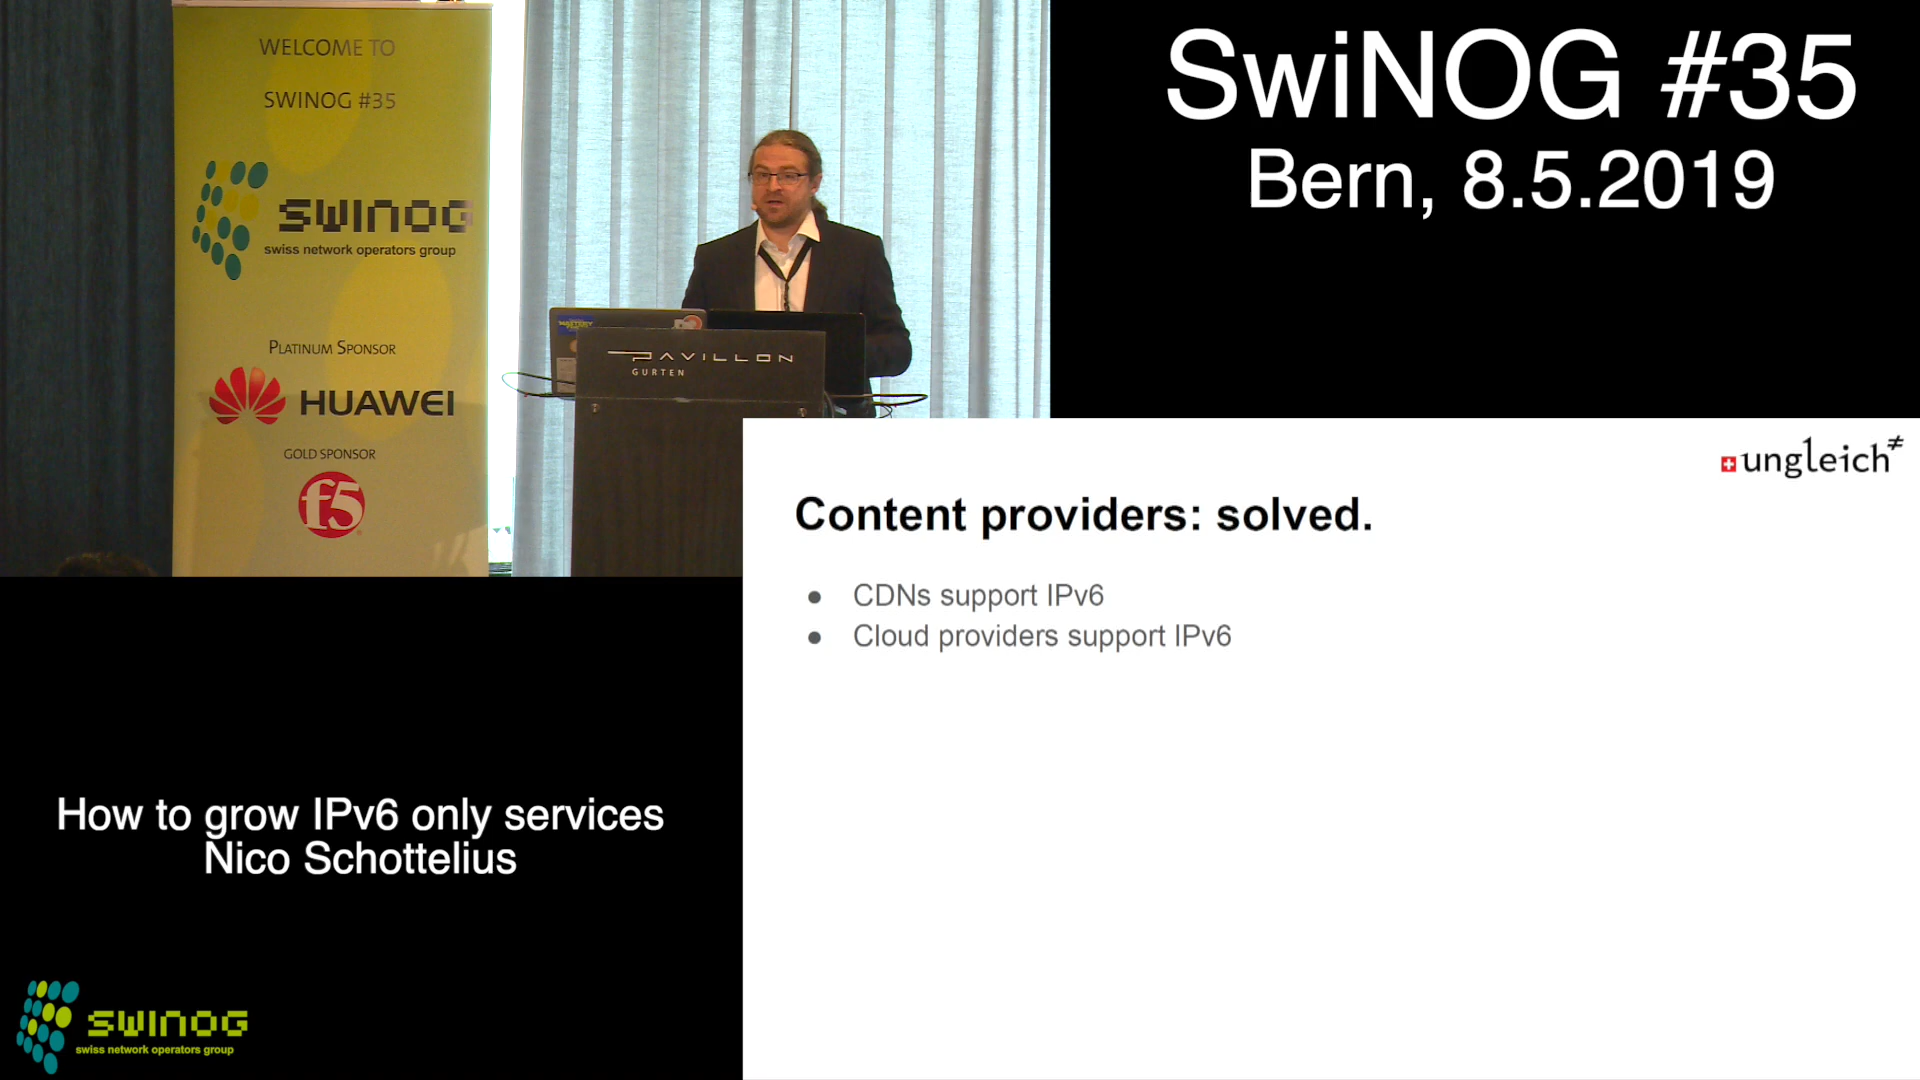 WELCOME TO
SWINOG #35
SWINOG
swiss network operators group
PLATINUM SPONSOR
HUAWEI
GOLD SPONSOR
f5
PAVILLON
GURTEN
SwiNOG #35
Bern, 8.5.2019
ungleich≠
Content providers: solved.
● CDNs support IPv6
● Cloud providers support IPv6
How to grow IPv6 only services
Nico Schottelius
SWINOG
swiss network operators group